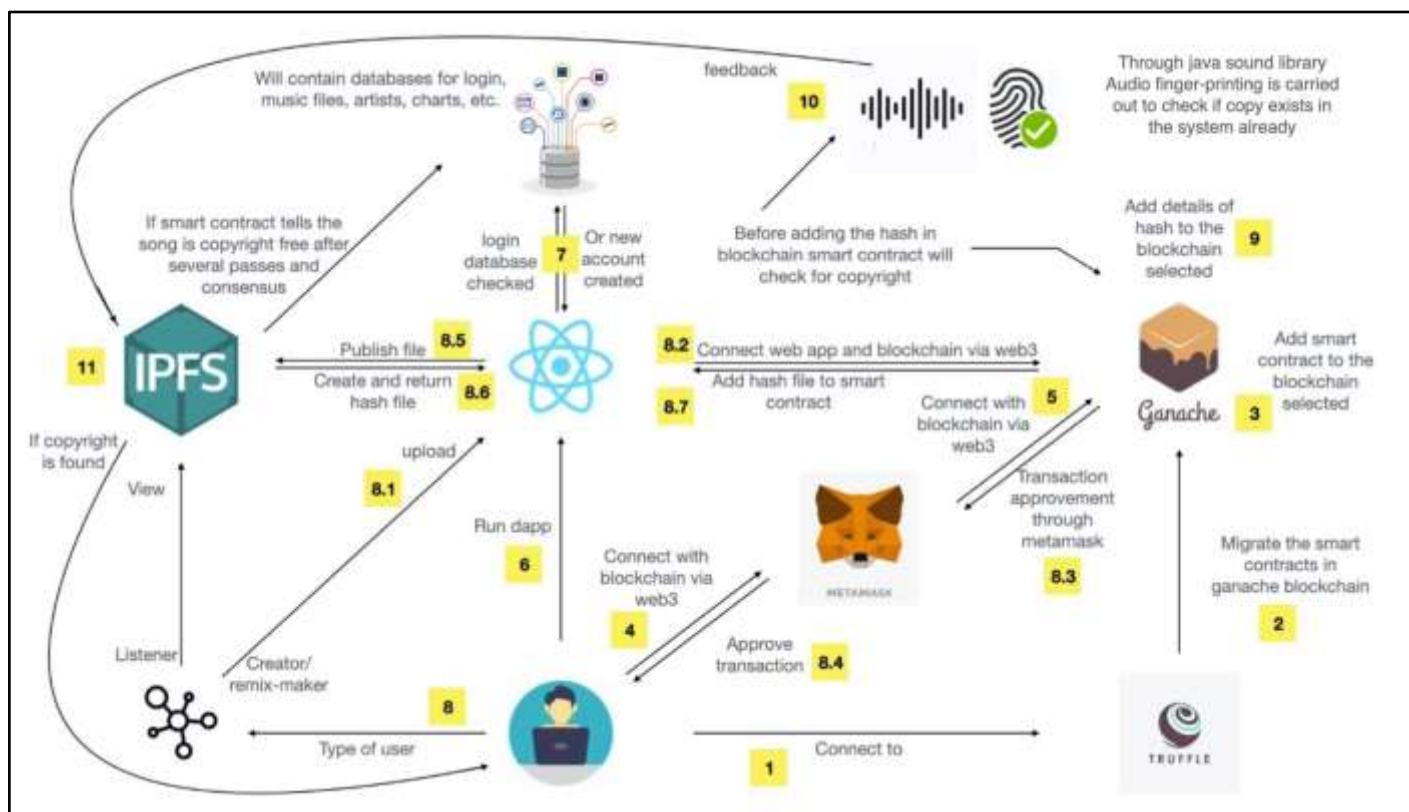 Will contain databases for login,
music files, artists, charts, etc.
feedback
10
Through java sound library
Audio finger-printing is carried
out to check if copy exists in
the system already
If smart contract tells the
song is copyright free after
several passes and
consensus
login
database
checked
7
Or new
account
created
Before adding the hash in
blockchain smart contract will
check for copyright
Add details of
hash to the
blockchain
selected
9
11
IPFS
Publish file
8.5
Create and return
hash file
8.6
8.2
Connect web app and blockchain via web3
8.7
Add hash file to smart
contract
5
Connect with
blockchain via
web3
Ganache
Add smart
contract to the
blockchain
selected
3
If copyright
is found
View
upload
8.1
Run dapp
6
Connect with
blockchain via
web3
4
METAMASK
Transaction
approvement
through
metamask
8.3
Migrate the smart
contracts in
ganache blockchain
2
Approve
transaction
8.4
Listener
Creator/
remix-maker
8
Type of user
1
Connect to
TRUFFLE